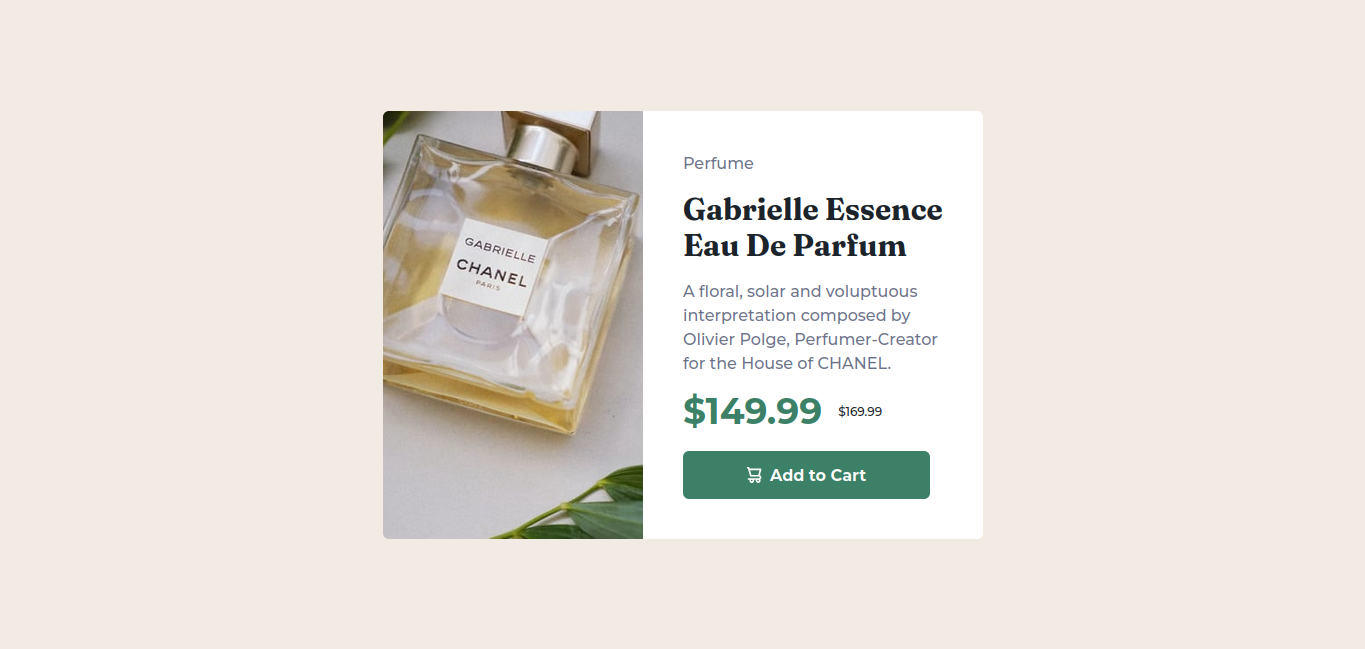 GABRIELLE
CHANEL
PARIS
Perfume
Gabrielle Essence
Eau De Parfum
A floral, solar and voluptuous
interpretation composed by
Olivier Polge, Perfumer-Creator
for the House of CHANEL.
$149.99 $169.99
Add to Cart